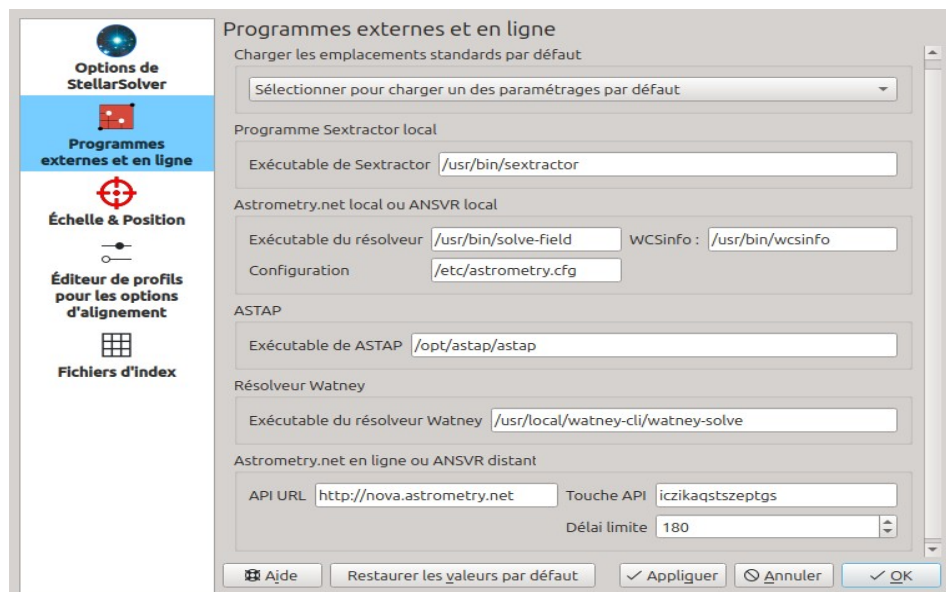 Options de
StellarSolver
Programmes
externes et en ligne
Échelle & Position
Éditeur de profils
pour les options
d'alignement
Fichiers d'index
Programmes externes et en ligne
Charger les emplacements standards par défaut
Sélectionner pour charger un des paramétrages par défaut
Programme Sextractor local
Exécutable de Sextractor /usr/bin/sextractor
Astrometry.net local ou ANSVR local
Exécutable du résolveur /usr/bin/solve-field WCSinfo : /usr/bin/wcsinfo
Configuration /etc/astrometry.cfg
ASTAP
Exécutable de ASTAP /opt/astap/astap
Résolveur Watney
Exécutable du résolveur Watney /usr/local/watney-cli/watney-solve
Astrometry.net en ligne ou ANSVR distant
API URL http://nova.astrometry.net Touche API iczikaqstszeptgs
Délai limite 180
Aide Restaurer les valeurs par défaut Appliquer Annuler OK